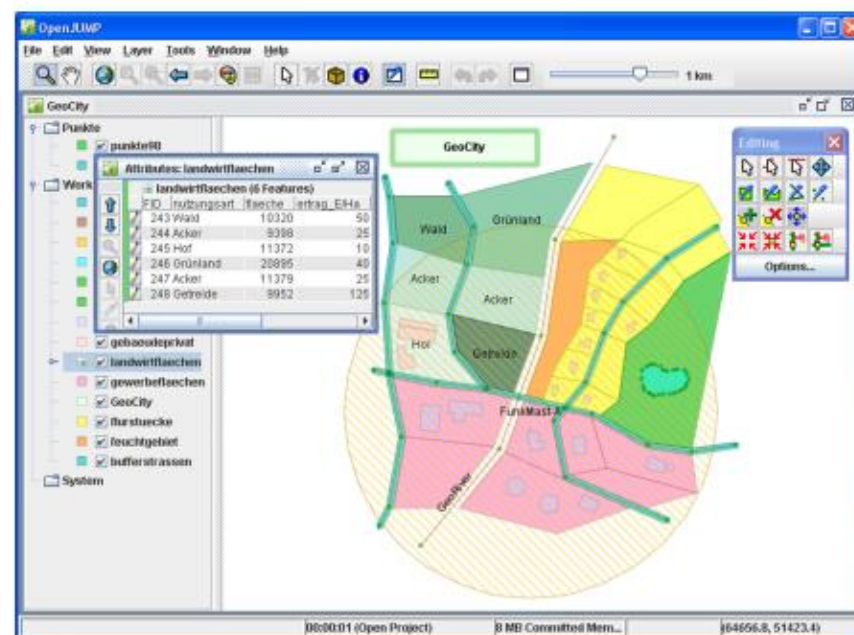 OpenJUMP
File Edit View Layer Tools Window Help
1 km
GeoCity
Punkte
punkte90
Work
Attributes: landwirtflaechen
landwirtflaechen (6 Features)
FID nutzungsart flaeche ertrag_E/Ha
243 Wald 10320 50
244 Acker 9398 25
245 Hof 11372 10
246 Grünland 20895 40
247 Acker 11379 25
248 Getreide 9952 125
gebaeudeprivat
landwirtflaechen
gewerbeflaechen
GeoCity
flurstuecke
feuchtgebiet
bufferstrassen
System
GeoCity
Wald
Grünland
Acker
Acker
Hof
Getreide
FunkMast-A
GeoRiver
Editing
Options...
00:00:01 (Open Project) 8 MB Committed Mem... (64656.8, 51423.4)